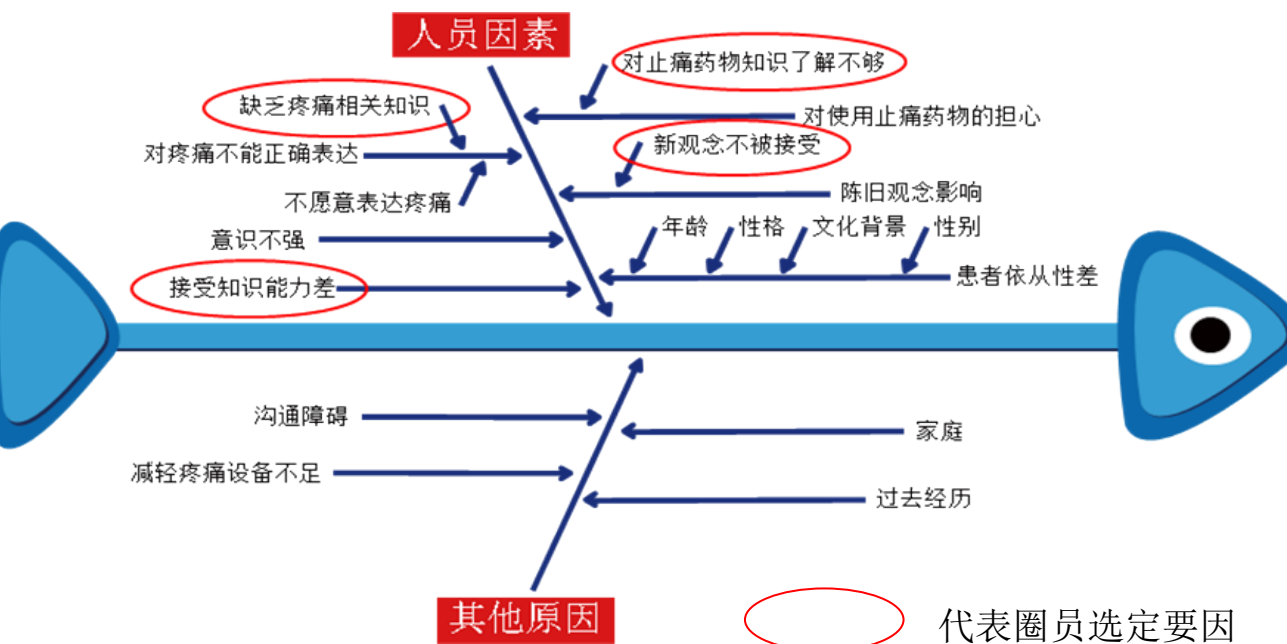 人员因素
对止痛药物知识了解不够
缺乏疼痛相关知识
对使用止痛药物的担心
新观念不被接受
对疼痛不能正确表达
陈旧观念影响
不愿意表达疼痛
年龄 性格 文化背景 性别
意识不强
患者依从性差
接受知识能力差
沟通障碍
家庭
减轻疼痛设备不足
过去经历
其他原因
代表圈员选定要因